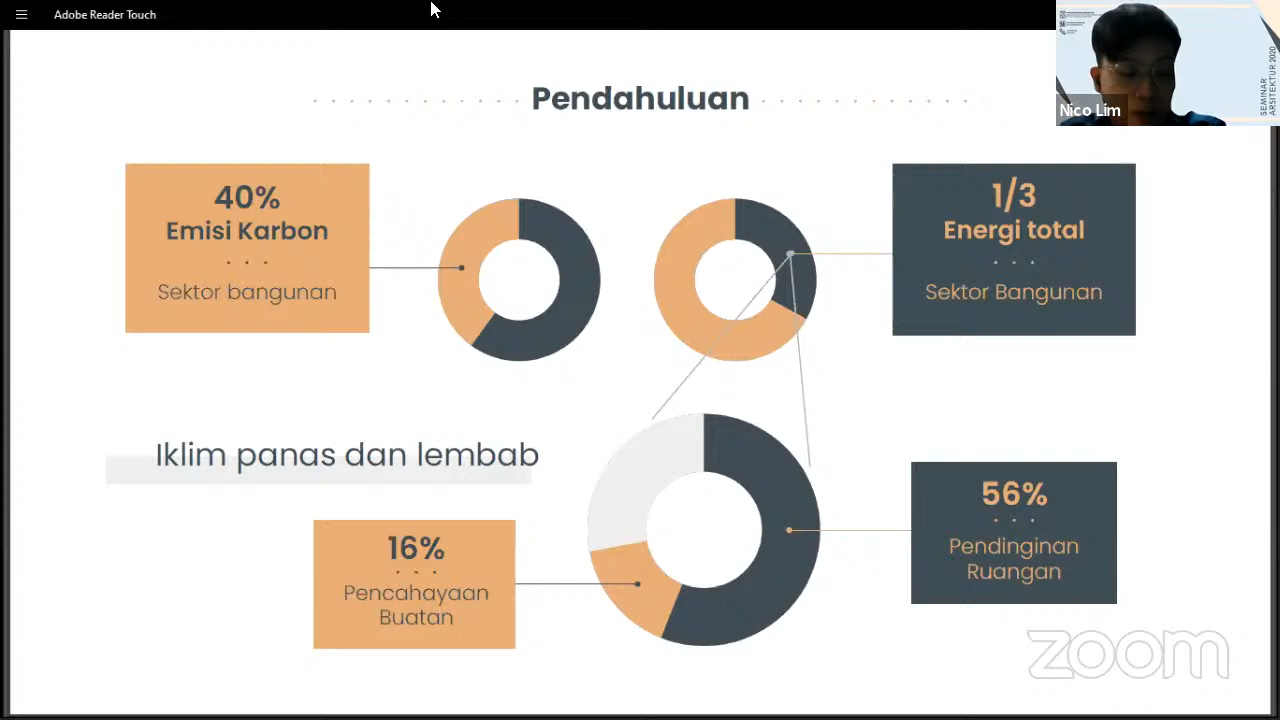 Adobe Reader Touch
Pendahuluan
Nico Lim
SEMINAR
ARSITEKTUR 2020
40%
Emisi Karbon
Sektor bangunan
1/3
Energi total
Sektor Bangunan
Iklim panas dan lembab
16%
Pencahayaan
Buatan
56%
Pendinginan
Ruangan
zoom